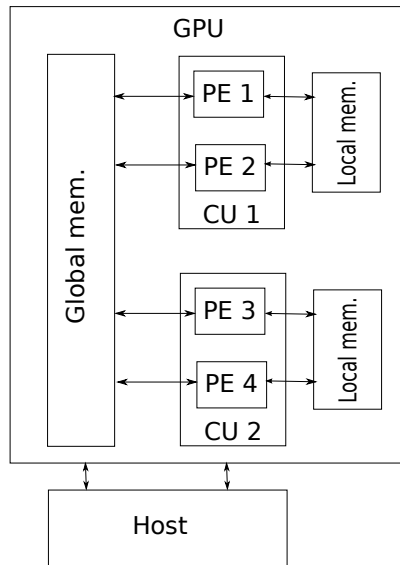 GPU
Global mem.
PE 1
PE 2
CU 1
Local mem.
PE 3
PE 4
CU 2
Local mem.
Host